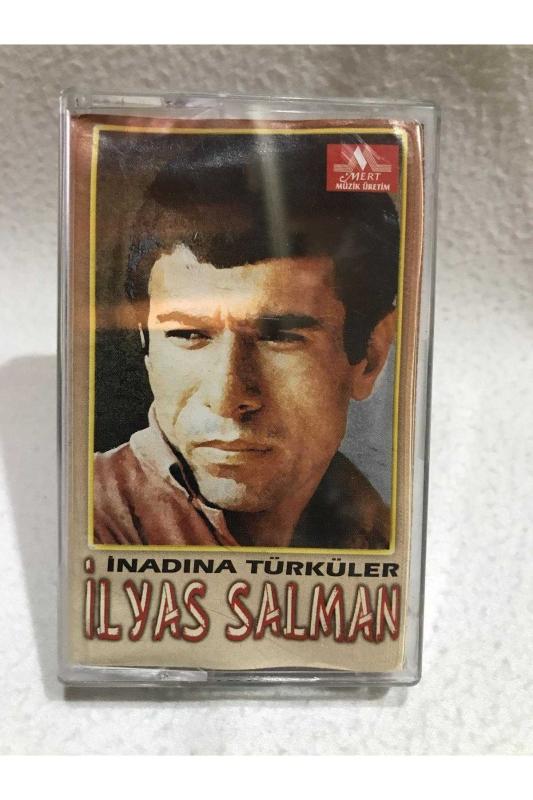 MERT
MÜZİK ÜRETİM
İNADINA TÜRKÜLER
İLYAS SALMAN